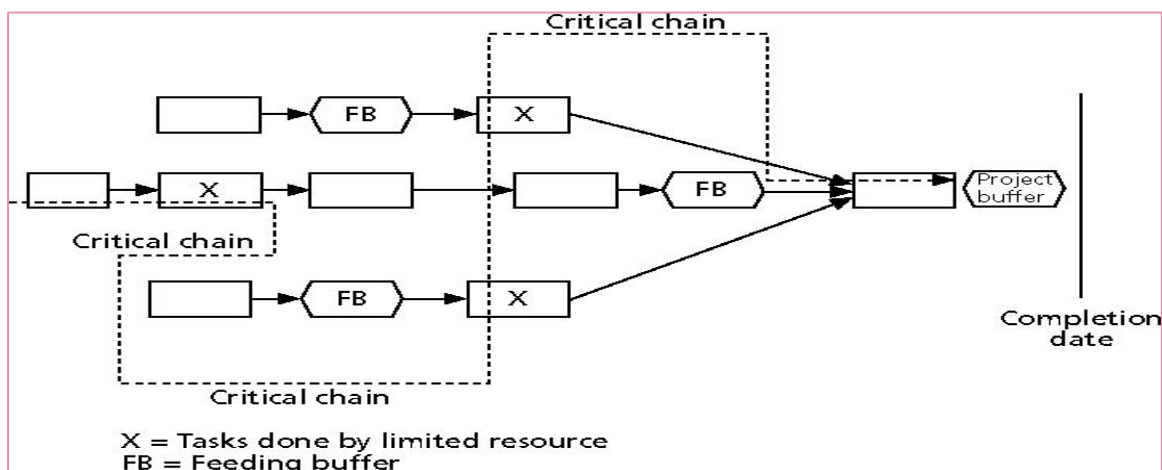 Critical chain
FB
X
X
FB
Project
buffer
Critical chain
FB
X
Completion
date
Critical chain
X = Tasks done by limited resource
FB = Feeding buffer